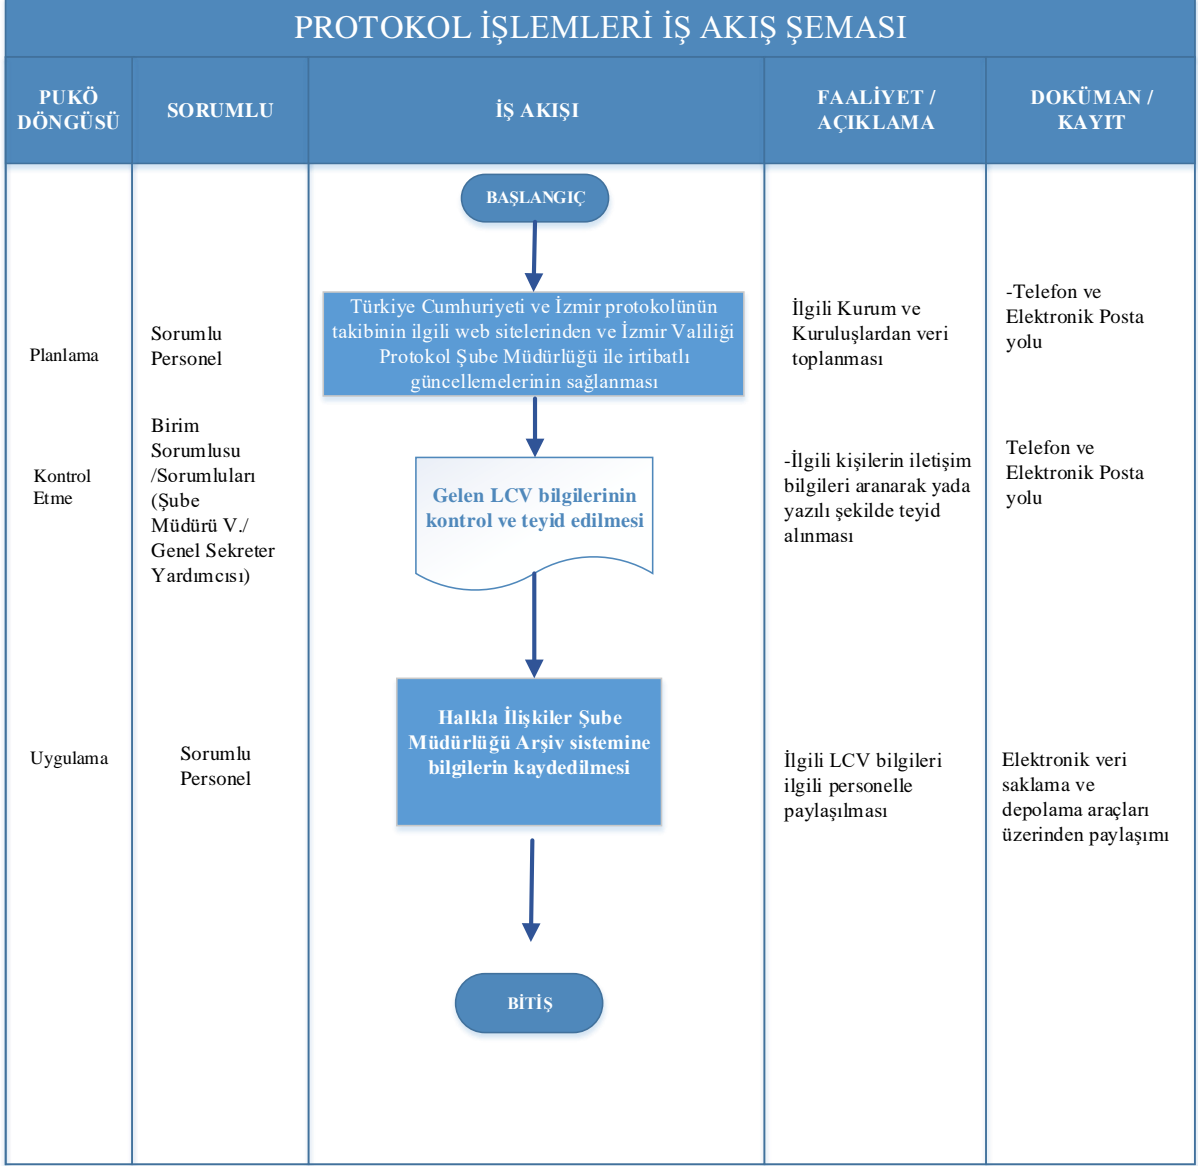 PROTOKOL İŞLEMLERİ İŞ AKIŞ ŞEMASI
PUKÖ
DÖNGÜSÜ
SORUMLU
İŞ AKIŞI
FAALİYET /
AÇIKLAMA
DOKÜMAN /
KAYIT
BAŞLANGIÇ
Planlama
Sorumlu
Personel
Türkiye Cumhuriyeti ve İzmir protokolünün
takibinin ilgili web sitelerinden ve İzmir Valiliği
Protokol Şube Müdürlüğü ile irtibatlı
güncellemelerinin sağlanması
İlgili Kurum ve
Kuruluşlardan veri
toplanması
-Telefon ve
Elektronik Posta
yolu
Kontrol
Etme
Birim
Sorumlusu
/Sorumluları
(Şube
Müdürü V./
Genel Sekreter
Yardımcısı)
Gelen LCV bilgilerinin
kontrol ve teyid edilmesi
-İlgili kişilerin iletişim
bilgileri aranarak yada
yazılı şekilde teyid
alınması
Telefon ve
Elektronik Posta
yolu
Uygulama
Sorumlu
Personel
Halkla İlişkiler Şube
Müdürlüğü Arşiv sistemine
bilgilerin kaydedilmesi
İlgili LCV bilgileri
ilgili personelle
paylaşılması
Elektronik veri
saklama ve
depolama araçları
üzerinden paylaşımı
BİTİŞ